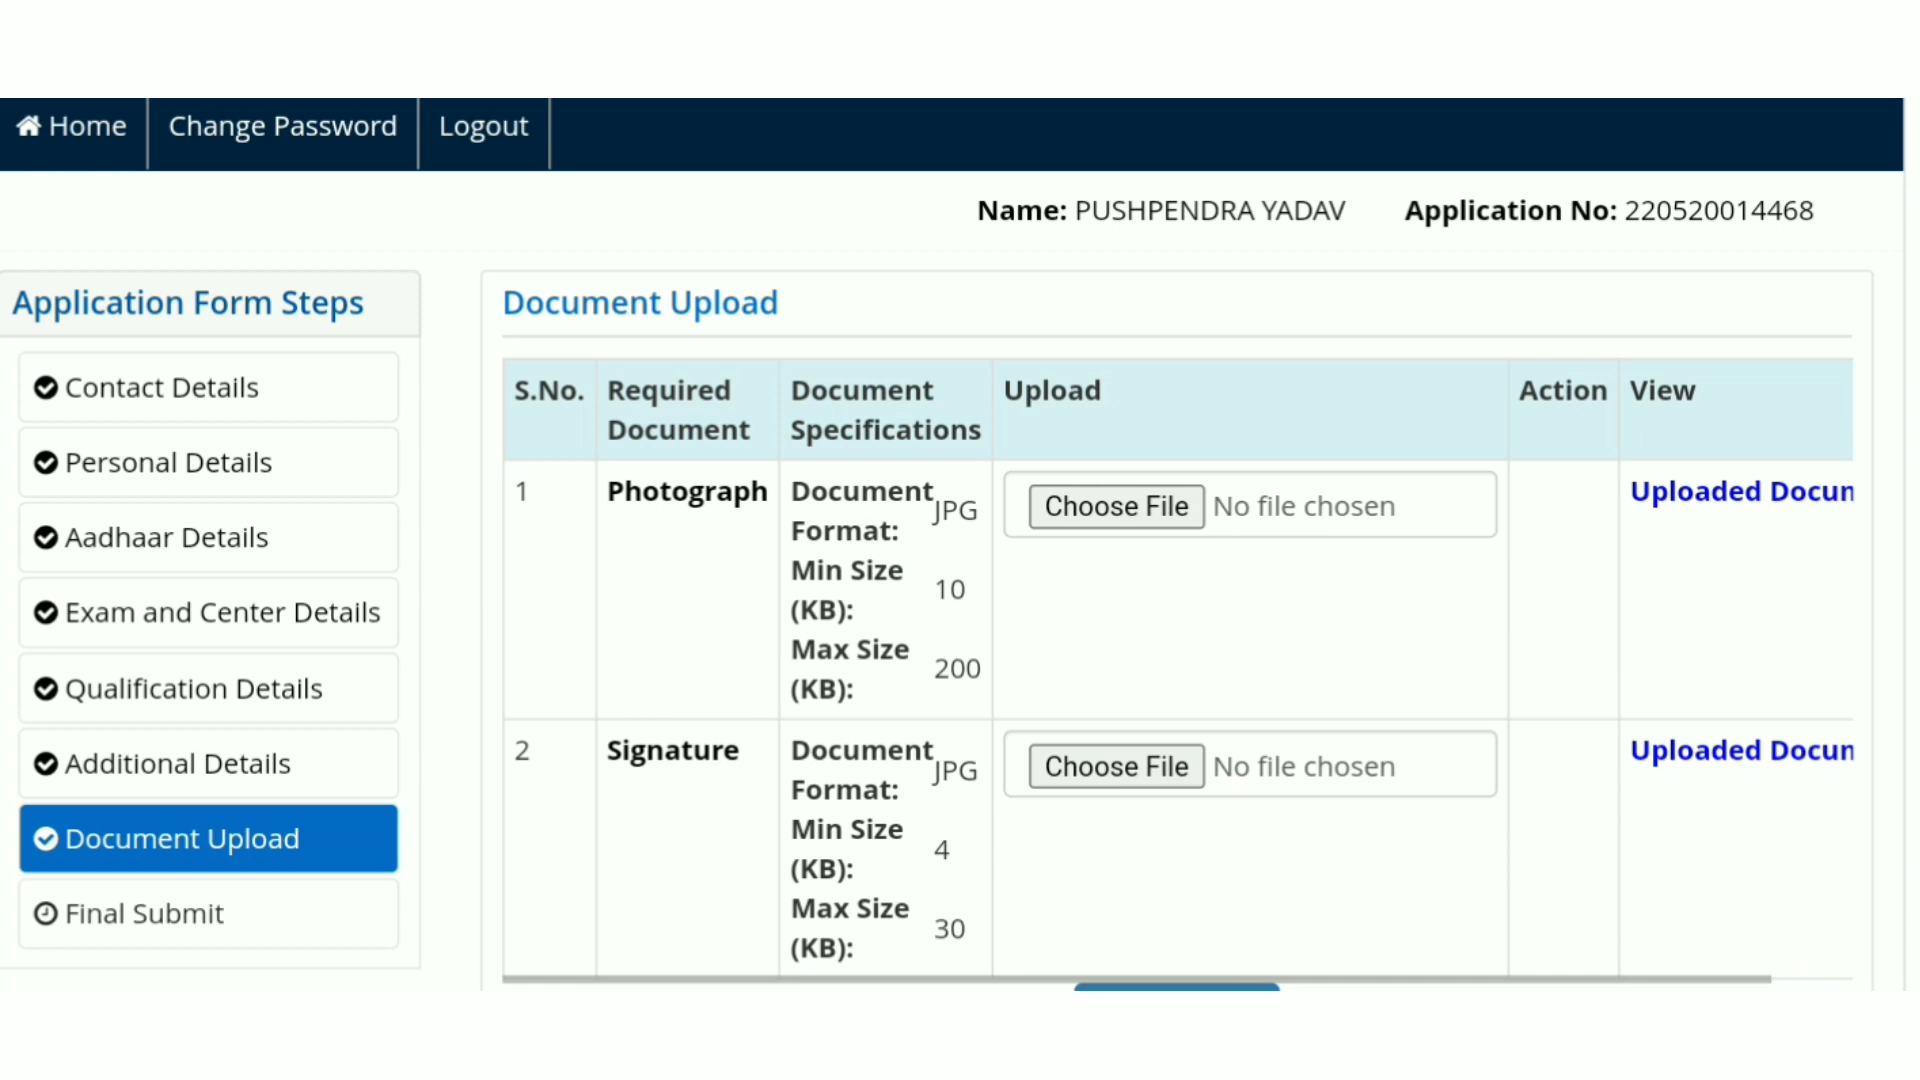 Home
Change Password
Logout
Name: PUSHPENDRA YADAV
Application No: 220520014468
Application Form Steps
Contact Details
Personal Details
Aadhaar Details
Exam and Center Details
Qualification Details
Additional Details
Document Upload
Final Submit
Document Upload
S.No.
Required
Document
Document
Specifications
Upload
Action
View
1
Photograph
Document
Format:
JPG
Min Size
(KB):
10
Max Size
(KB):
200
Choose File No file chosen
Uploaded Docun
2
Signature
Document
Format:
JPG
Min Size
(KB):
4
Max Size
(KB):
30
Choose File No file chosen
Uploaded Docun